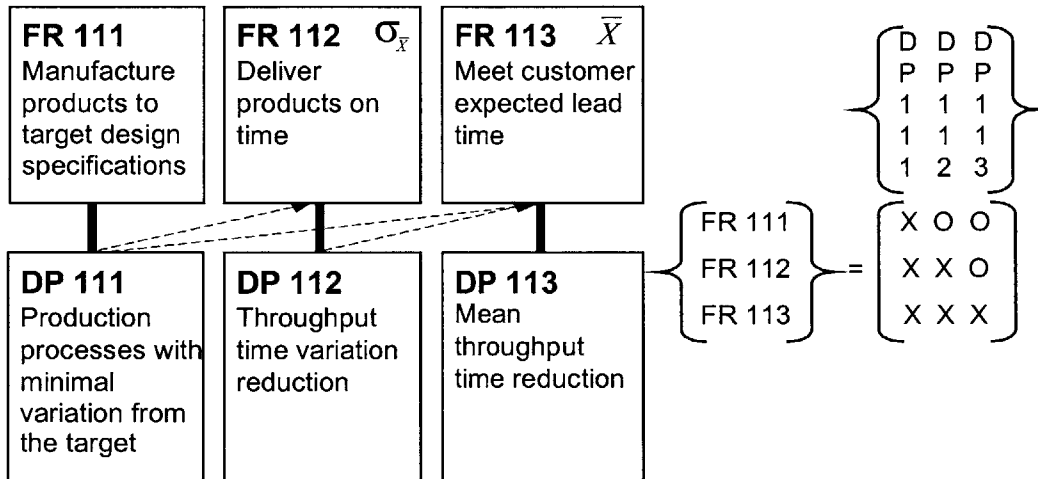 FR 111
Manufacture
products to
target design
specifications
FR 112 σX̅
Deliver
products on
time
FR 113 X̅
Meet customer
expected lead
time
DP 111
Production
processes with
minimal
variation from
the target
DP 112
Throughput
time variation
reduction
DP 113
Mean
throughput
time reduction
D D D
P P P
1 1 1
1 1 1
1 2 3
FR 111
FR 112
FR 113
=
X O O
X X O
X X X